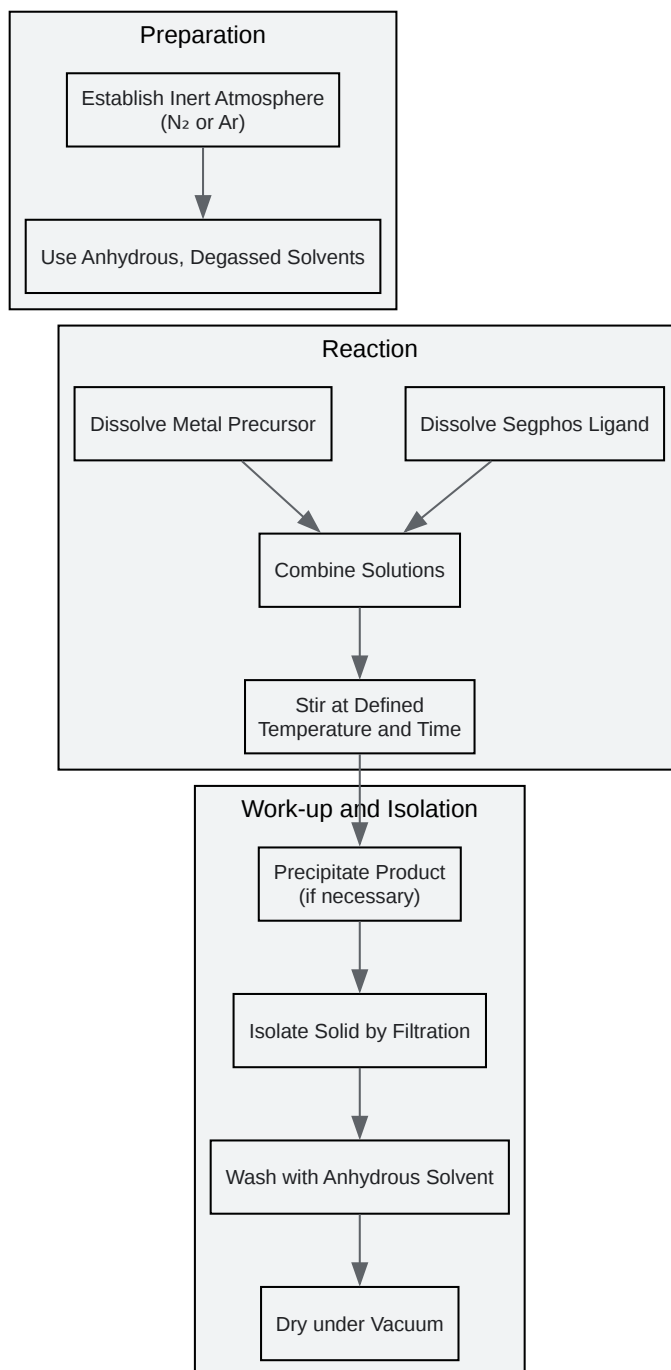 Preparation
Establish Inert Atmosphere
(N₂ or Ar)
Use Anhydrous, Degassed Solvents
Reaction
Dissolve Metal Precursor
Dissolve Segphos Ligand
Combine Solutions
Stir at Defined
Temperature and Time
Work-up and Isolation
Precipitate Product
(if necessary)
Isolate Solid by Filtration
Wash with Anhydrous Solvent
Dry under Vacuum